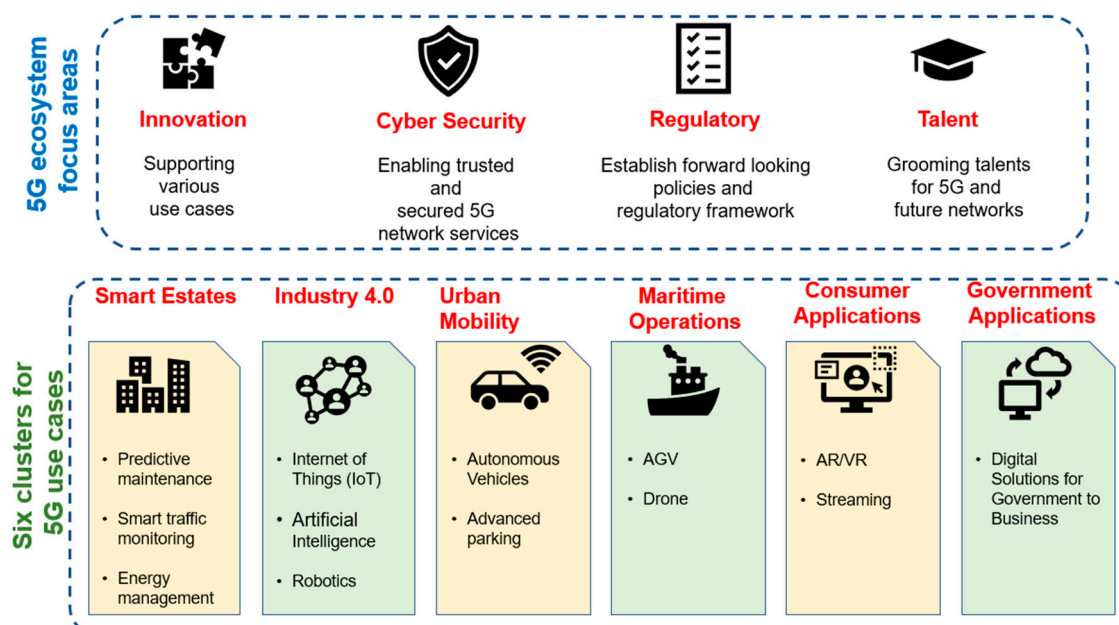 5G ecosystem
focus areas
Innovation
Supporting
various
use cases
Cyber Security
Enabling trusted
and
secured 5G
network services
Regulatory
Establish forward looking
policies and
regulatory framework
Talent
Grooming talents
for 5G and
future networks
Six clusters for
5G use cases
Smart Estates
• Predictive
maintenance
• Smart traffic
monitoring
• Energy
management
Industry 4.0
• Internet of
Things (IoT)
• Artificial
Intelligence
• Robotics
Urban
Mobility
• Autonomous
Vehicles
• Advanced
parking
Maritime
Operations
• AGV
• Drone
Consumer
Applications
• AR/VR
• Streaming
Government
Applications
• Digital
Solutions for
Government to
Business